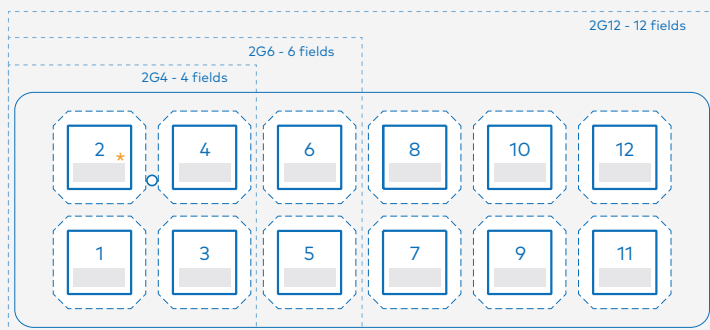 2G12 - 12 fields
2G6 - 6 fields
2G4 - 4 fields
2 * 4 6 8 10 12
1 3 5 7 9 11